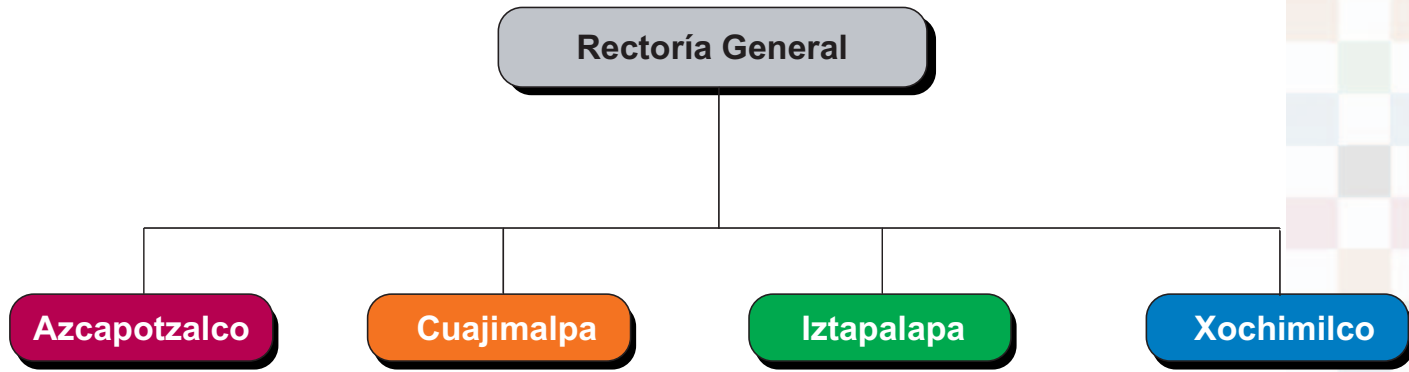 Rectoría General
Azcapotzalco
Cuajimalpa
Iztapalapa
Xochimilco